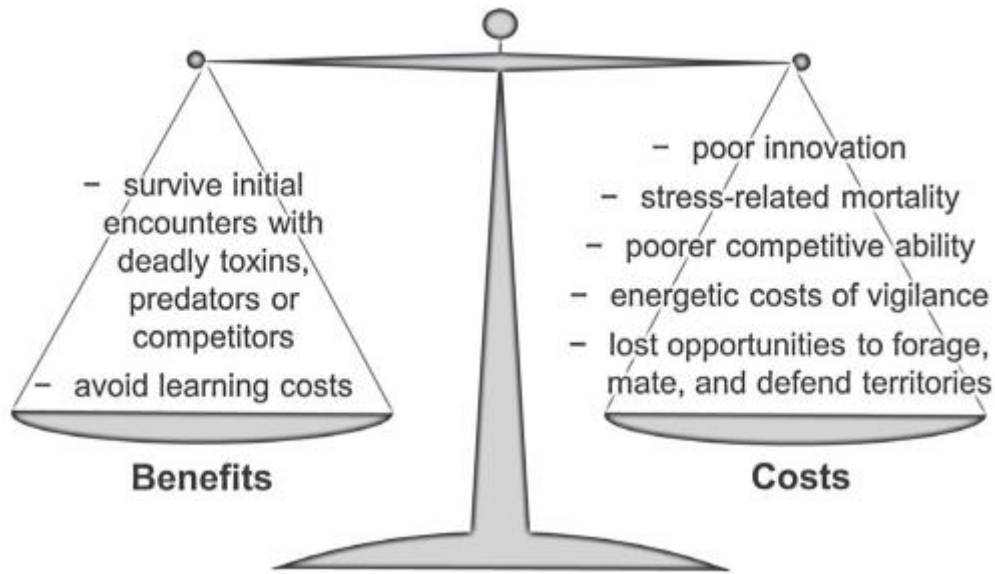 – survive initial
encounters with
deadly toxins,
predators or
competitors
– avoid learning costs
Benefits
– poor innovation
– stress-related mortality
– poorer competitive ability
– energetic costs of vigilance
– lost opportunities to forage,
mate, and defend territories
Costs